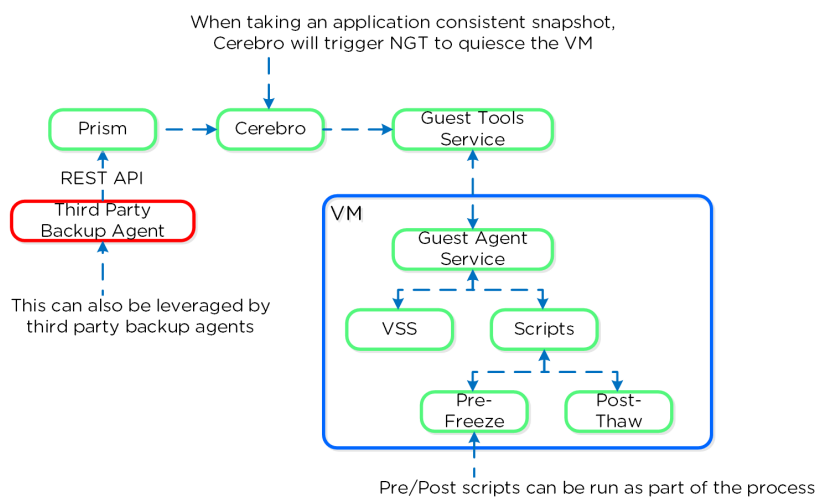 When taking an application consistent snapshot,
Cerebro will trigger NGT to quiesce the VM
Prism
Cerebro
Guest Tools
Service
REST API
Third Party
Backup Agent
VM
Guest Agent
Service
This can also be leveraged by
third party backup agents
VSS
Scripts
Pre-
Freeze
Post-
Thaw
Pre/Post scripts can be run as part of the process